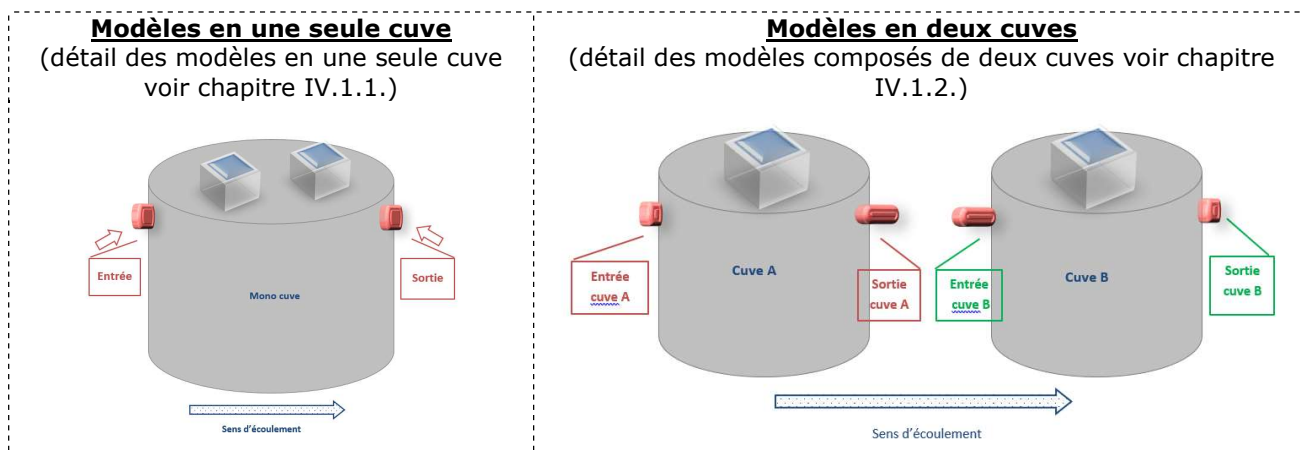 Modèles en une seule cuve
(détail des modèles en une seule cuve
voir chapitre IV.1.1.)
Entrée
Sortie
Mono cuve
Sens d'écoulement
Modèles en deux cuves
(détail des modèles composés de deux cuves voir chapitre
IV.1.2.)
Entrée
cuve A
Cuve A
Sortie
cuve A
Entrée
cuve B
Cuve B
Sortie
cuve B
Sens d'écoulement